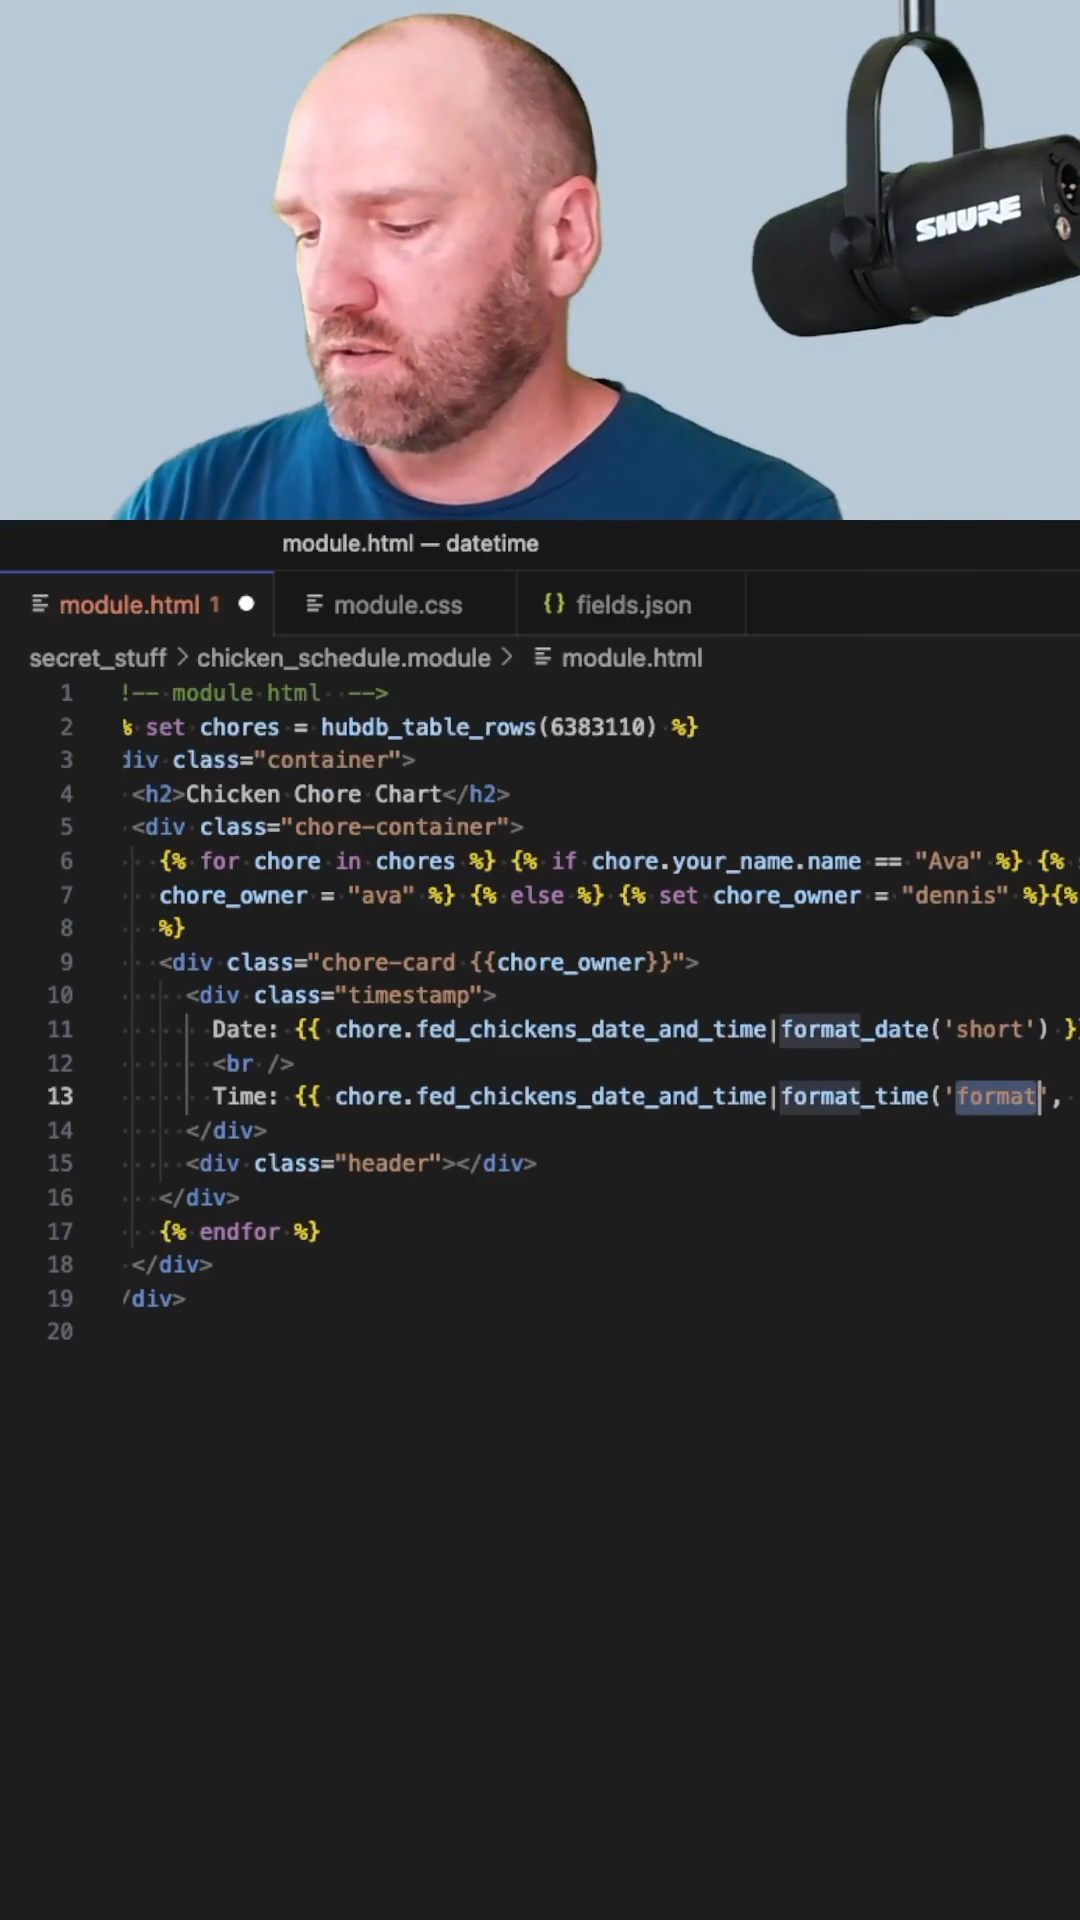 SHURE
module.html — datetime
module.html 1
module.css
{} fields.json
secret_stuff > chicken_schedule.module > module.html
1 !-- module html -->
2 % set chores = hubdb_table_rows(6383110) %}
3 div class="container">
4 <h2>Chicken Chore Chart</h2>
5 <div class="chore-container">
6 {% for chore in chores %} {% if chore.your_name.name == "Ava" %} {%
7 chore_owner = "ava" %} {% else %} {% set chore_owner = "dennis" %}{%
8 %}
9 <div class="chore-card {{chore_owner}}">
10 <div class="timestamp">
11 Date: {{ chore.fed_chickens_date_and_time|format_date('short') }
12 <br />
13 Time: {{ chore.fed_chickens_date_and_time|format_time('format',
14 </div>
15 <div class="header"></div>
16 </div>
17 {% endfor %}
18 </div>
19 /div>
20